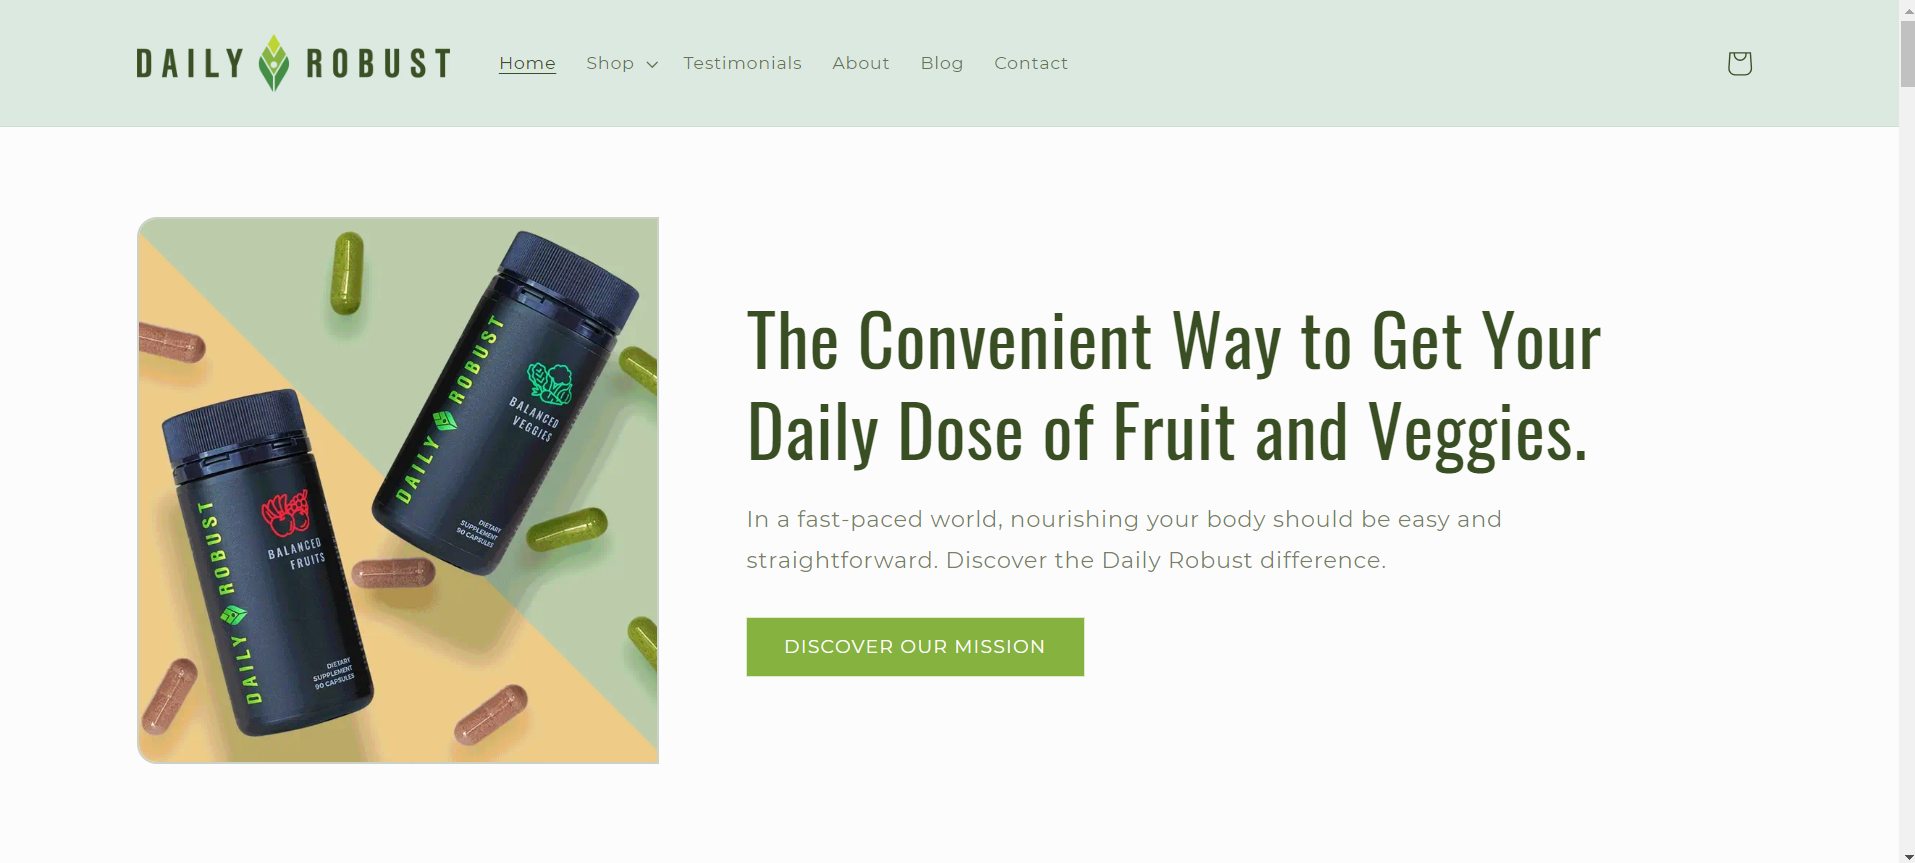 DAILY ROBUST
Home
Shop
Testimonials
About
Blog
Contact
DAILY ROBUST
BALANCED
VEGGIES
DIETARY
SUPPLEMENT
90 CAPSULES
DAILY ROBUST
BALANCED
FRUITS
DIETARY
SUPPLEMENT
90 CAPSULES
The Convenient Way to Get Your
Daily Dose of Fruit and Veggies.
In a fast-paced world, nourishing your body should be easy and
straightforward. Discover the Daily Robust difference.
DISCOVER OUR MISSION